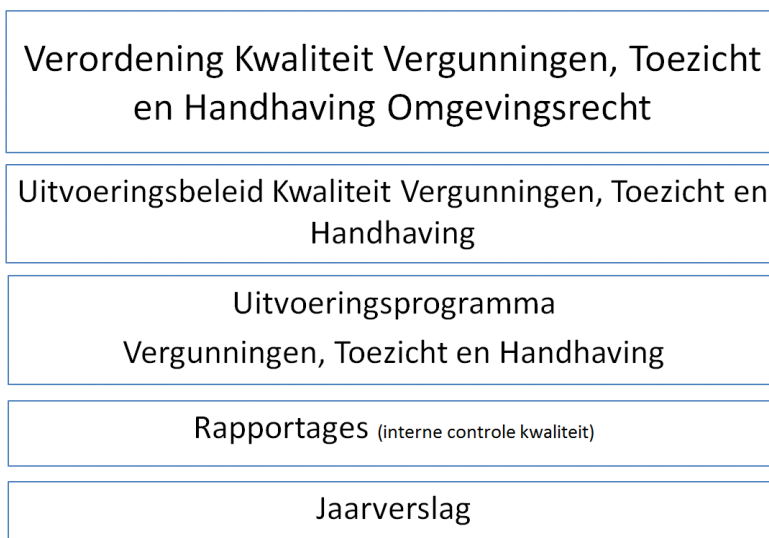 Verordening Kwaliteit Vergunningen, Toezicht
en Handhaving Omgevingsrecht
Uitvoeringsbeleid Kwaliteit Vergunningen, Toezicht en
Handhaving
Uitvoeringsprogramma
Vergunningen, Toezicht en Handhaving
Rapportages (interne controle kwaliteit)
Jaarverslag